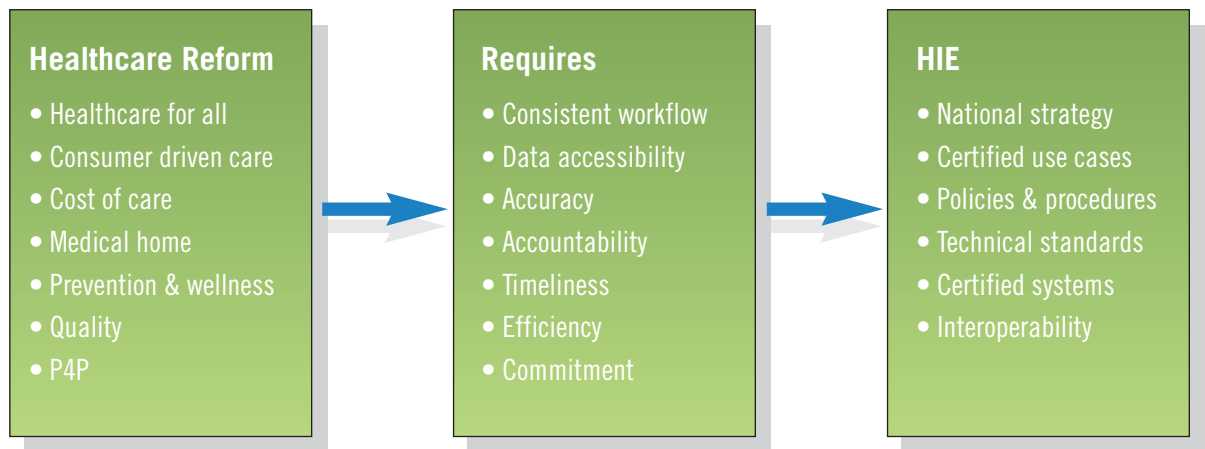 Healthcare Reform
• Healthcare for all
• Consumer driven care
• Cost of care
• Medical home
• Prevention & wellness
• Quality
• P4P
Requires
• Consistent workflow
• Data accessibility
• Accuracy
• Accountability
• Timeliness
• Efficiency
• Commitment
HIE
• National strategy
• Certified use cases
• Policies & procedures
• Technical standards
• Certified systems
• Interoperability